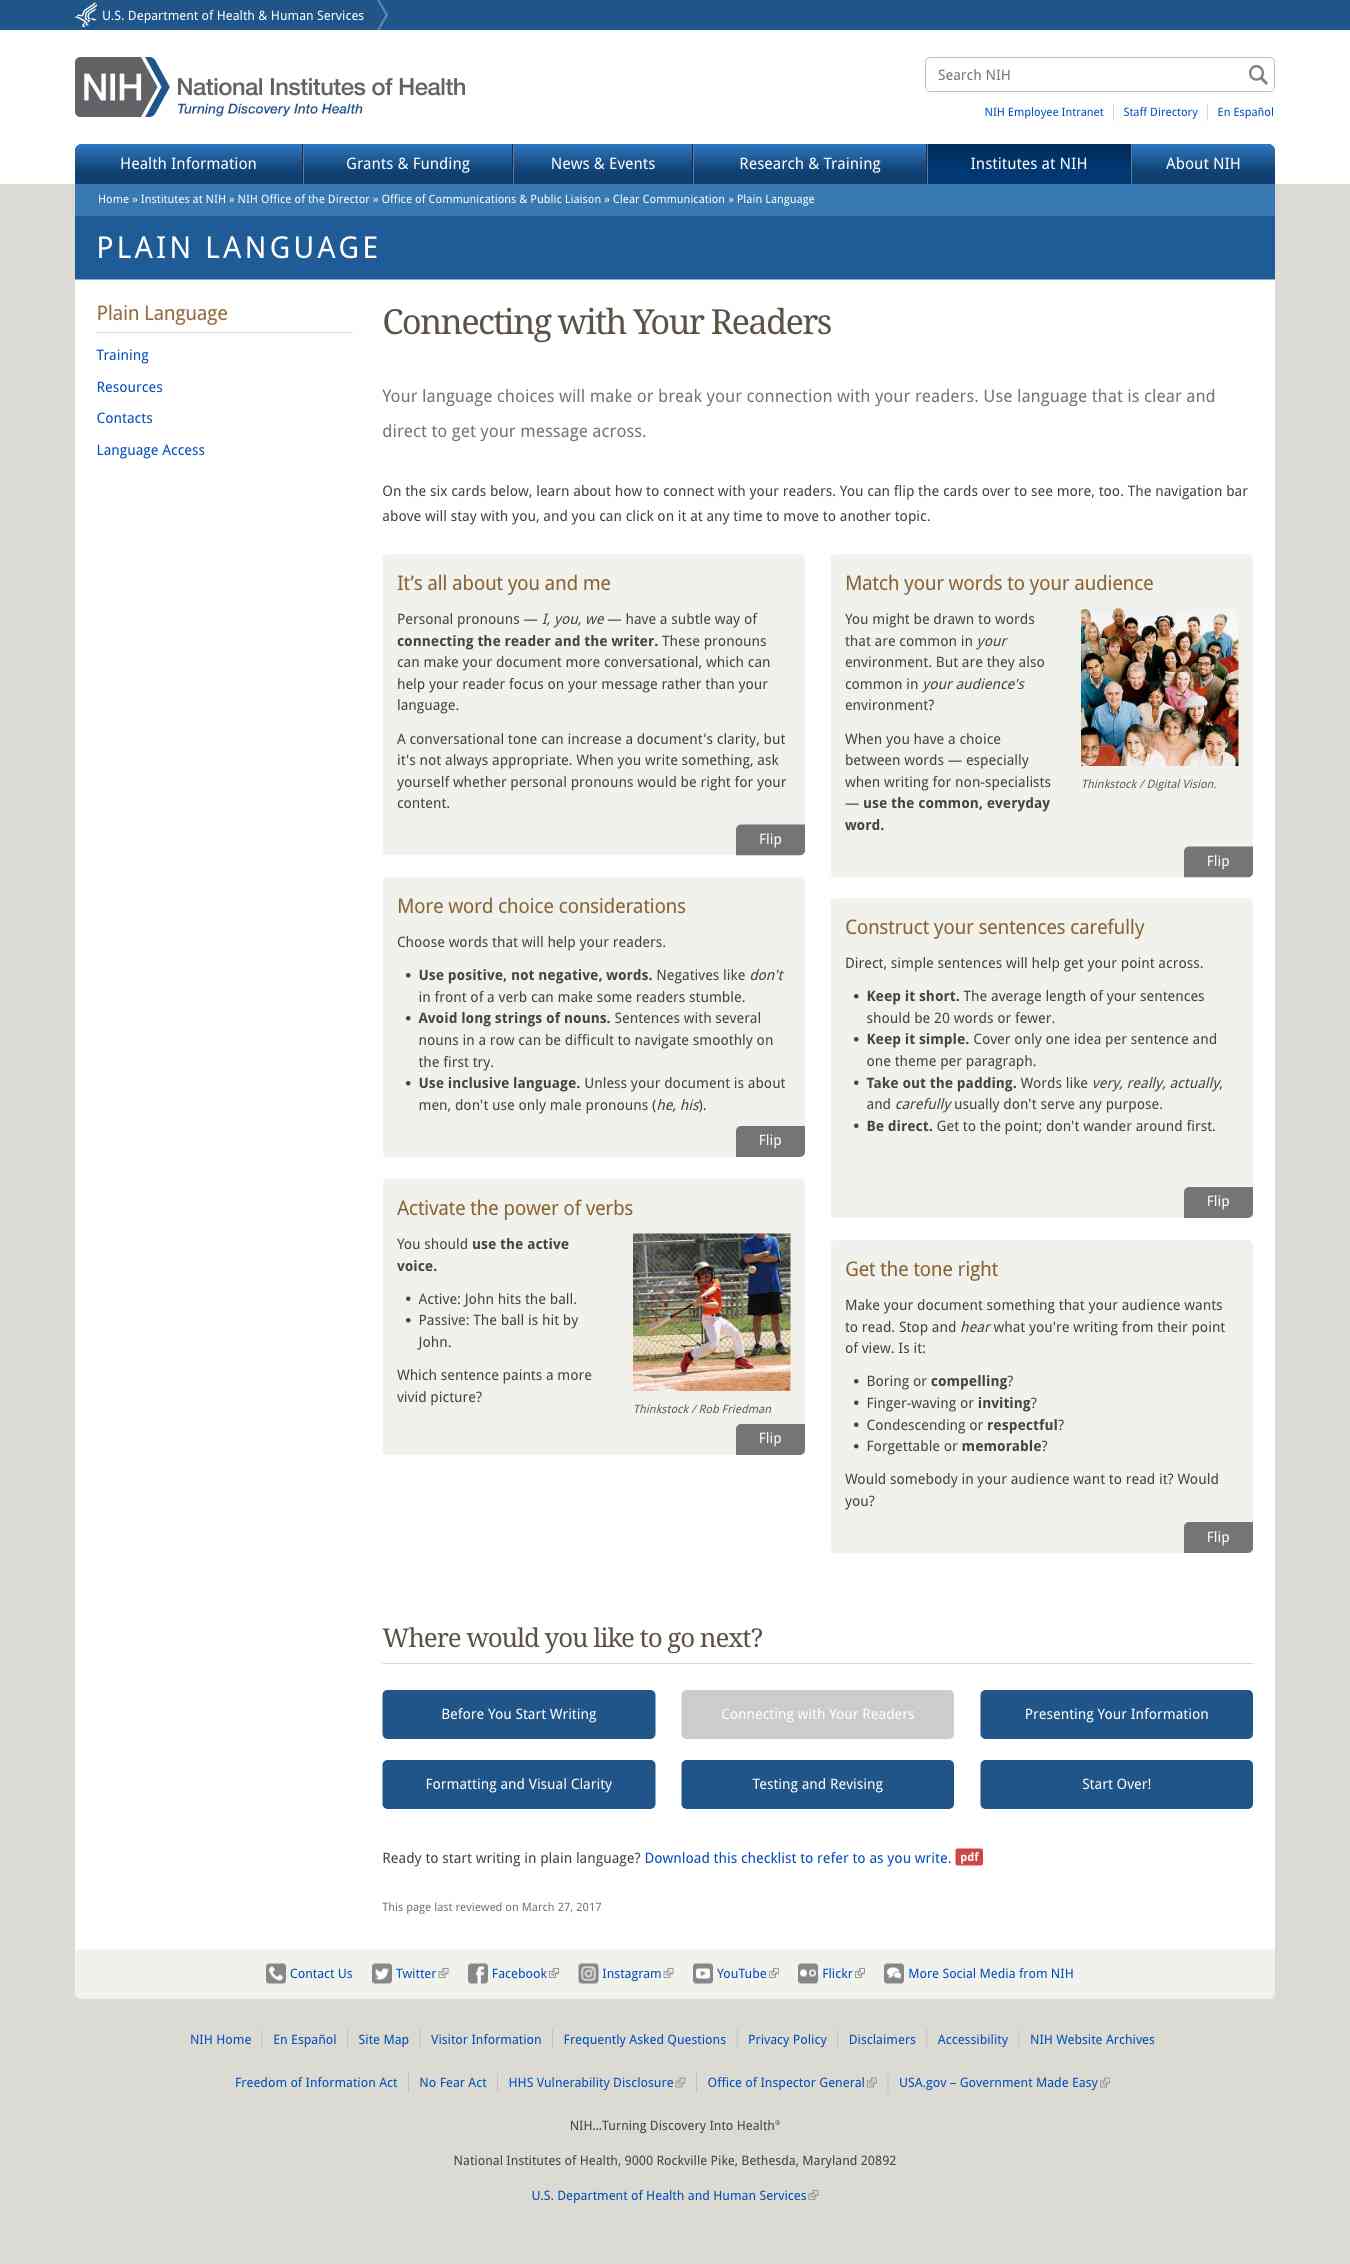 U.S. Department of Health & Human Services
NIH National Institutes of Health
Turning Discovery Into Health
Search NIH
NIH Employee Intranet
Staff Directory
En Español
Health Information
Grants & Funding
News & Events
Research & Training
Institutes at NIH
About NIH
Home » Institutes at NIH » NIH Office of the Director » Office of Communications & Public Liaison » Clear Communication » Plain Language
PLAIN LANGUAGE
Plain Language
Training
Resources
Contacts
Language Access
Connecting with Your Readers
Your language choices will make or break your connection with your readers. Use language that is clear and
direct to get your message across.
On the six cards below, learn about how to connect with your readers. You can flip the cards over to see more, too. The navigation bar
above will stay with you, and you can click on it at any time to move to another topic.
It's all about you and me
Personal pronouns — I, you, we — have a subtle way of
connecting the reader and the writer. These pronouns
can make your document more conversational, which can
help your reader focus on your message rather than your
language.
A conversational tone can increase a document's clarity, but
it's not always appropriate. When you write something, ask
yourself whether personal pronouns would be right for your
content.
Flip
Match your words to your audience
You might be drawn to words
that are common in your
environment. But are they also
common in your audience's
environment?
When you have a choice
between words — especially
when writing for non-specialists
— use the common, everyday
word.
Thinkstock / Digital Vision.
Flip
More word choice considerations
Choose words that will help your readers.
• Use positive, not negative, words. Negatives like don't
in front of a verb can make some readers stumble.
• Avoid long strings of nouns. Sentences with several
nouns in a row can be difficult to navigate smoothly on
the first try.
• Use inclusive language. Unless your document is about
men, don't use only male pronouns (he, his).
Flip
Construct your sentences carefully
Direct, simple sentences will help get your point across.
• Keep it short. The average length of your sentences
should be 20 words or fewer.
• Keep it simple. Cover only one idea per sentence and
one theme per paragraph.
• Take out the padding. Words like very, really, actually,
and carefully usually don't serve any purpose.
• Be direct. Get to the point; don't wander around first.
Flip
Activate the power of verbs
You should use the active
voice.
• Active: John hits the ball.
• Passive: The ball is hit by
John.
Which sentence paints a more
vivid picture?
Thinkstock / Rob Friedman
Flip
Get the tone right
Make your document something that your audience wants
to read. Stop and hear what you're writing from their point
of view. Is it:
• Boring or compelling?
• Finger-waving or inviting?
• Condescending or respectful?
• Forgettable or memorable?
Would somebody in your audience want to read it? Would
you?
Flip
Where would you like to go next?
Before You Start Writing
Connecting with Your Readers
Presenting Your Information
Formatting and Visual Clarity
Testing and Revising
Start Over!
Ready to start writing in plain language? Download this checklist to refer to as you write. pdf
This page last reviewed on March 27, 2017
Contact Us
Twitter
Facebook
Instagram
YouTube
Flickr
More Social Media from NIH
NIH Home
En Español
Site Map
Visitor Information
Frequently Asked Questions
Privacy Policy
Disclaimers
Accessibility
NIH Website Archives
Freedom of Information Act
No Fear Act
HHS Vulnerability Disclosure
Office of Inspector General
USA.gov – Government Made Easy
NIH...Turning Discovery Into Health®
National Institutes of Health, 9000 Rockville Pike, Bethesda, Maryland 20892
U.S. Department of Health and Human Services